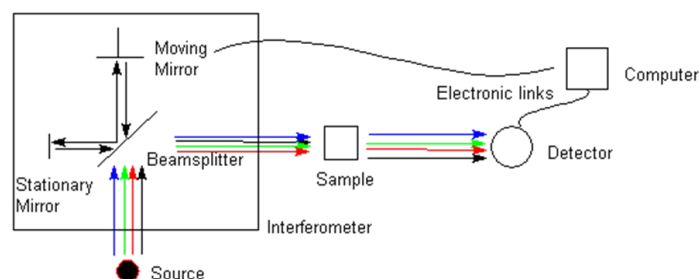 Moving
Mirror
Computer
Electronic links
Beamsplitter
Detector
Sample
Stationary
Mirror
Interferometer
Source